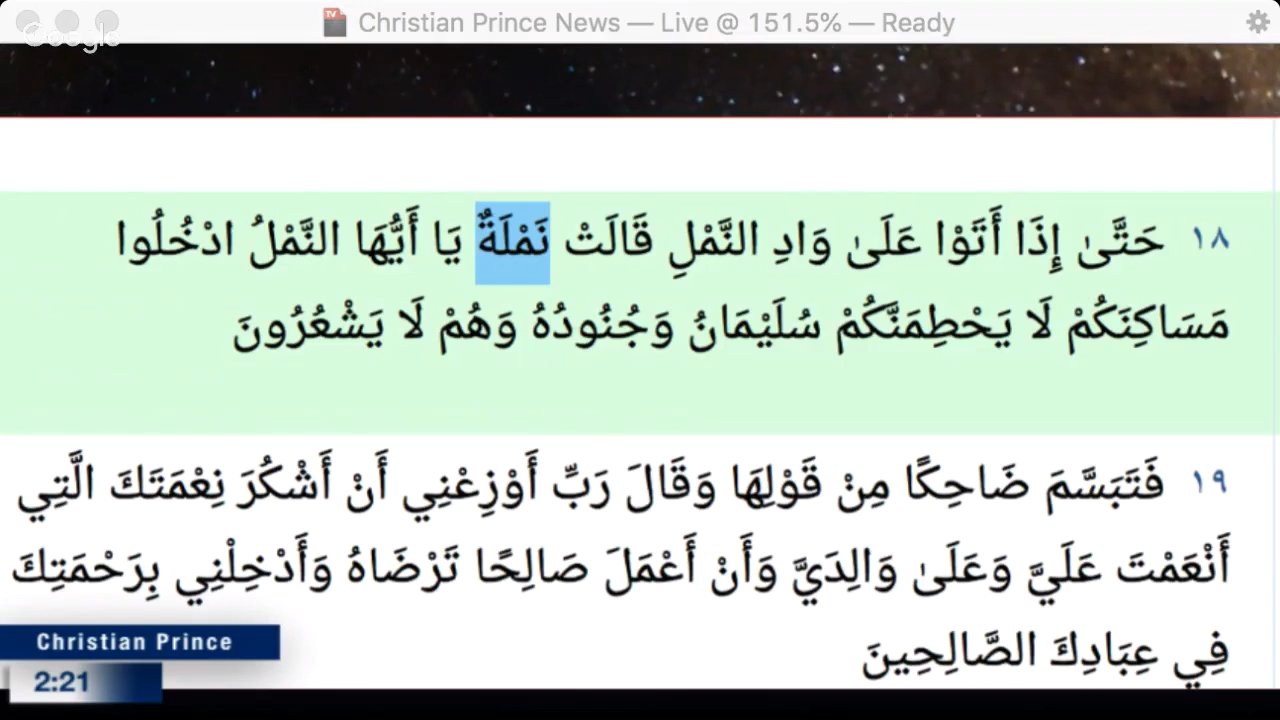 Christian Prince News — Live @ 151.5% — Ready
Google
١٨ حَتَّىٰ إِذَا أَتَوْا عَلَىٰ وَادِ النَّمْلِ قَالَتْ نَمْلَةٌ يَا أَيُّهَا النَّمْلُ ادْخُلُوا
مَسَاكِنَكُمْ لَا يَحْطِمَنَّكُمْ سُلَيْمَانُ وَجُنُودُهُ وَهُمْ لَا يَشْعُرُونَ
١٩ فَتَبَسَّمَ ضَاحِكًا مِنْ قَوْلِهَا وَقَالَ رَبِّ أَوْزِعْنِي أَنْ أَشْكُرَ نِعْمَتَكَ الَّتِي
أَنْعَمْتَ عَلَيَّ وَعَلَىٰ وَالِدَيَّ وَأَنْ أَعْمَلَ صَالِحًا تَرْضَاهُ وَأَدْخِلْنِي بِرَحْمَتِكَ
فِي عِبَادِكَ الصَّالِحِينَ
Christian Prince
2:21